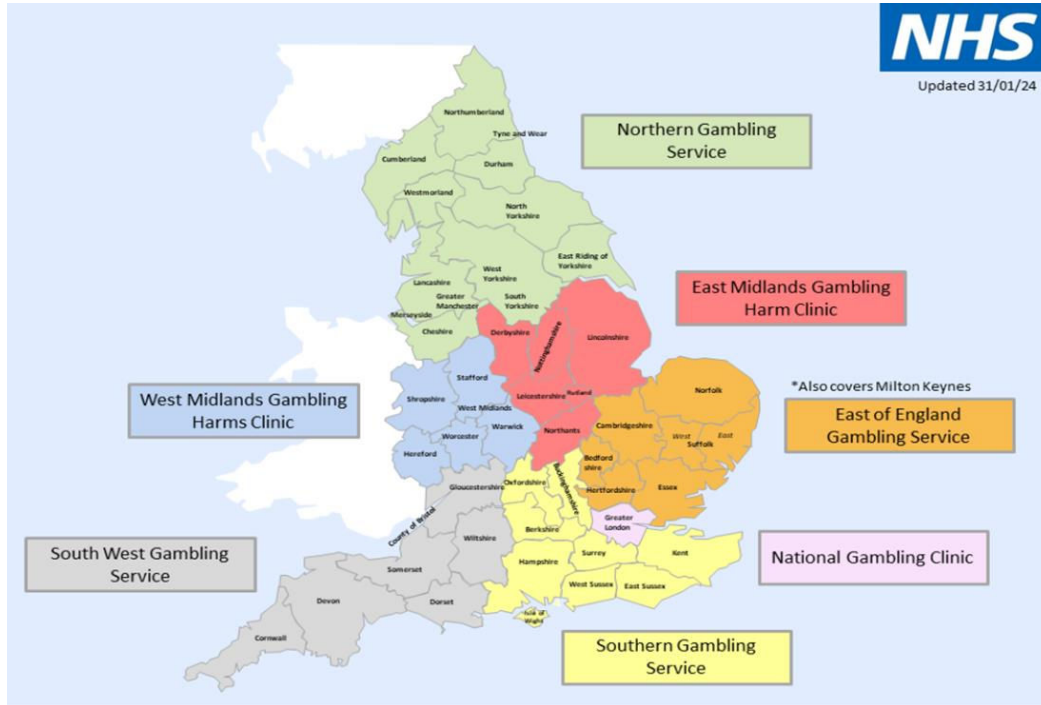 NHS
Updated 31/01/24
Northumberland
Tyne and Wear
Northern Gambling
Service
Cumberland
Durham
Westmorland
North
Yorkshire
East Riding of
Yorkshire
West
Yorkshire
Lancashire
Greater
Manchester
South
Yorkshire
Merseyside
Cheshire
East Midlands Gambling
Harm Clinic
Derbyshire
Nottinghamshire
Lincolnshire
Leicestershire
Rutland
Northants
West Midlands Gambling
Harms Clinic
Stafford
Shropshire
West Midlands
Warwick
Worcester
Hereford
*Also covers Milton Keynes
East of England
Gambling Service
Norfolk
Cambridgeshire
West
East
Suffolk
Bedford
shire
Hertfordshire
Essex
Gloucestershire
Oxfordshire
Buckinghamshire
Greater
London
National Gambling Clinic
County of Bristol
Wiltshire
Berkshire
South West Gambling
Service
Somerset
Hampshire
Surrey
Kent
West Sussex
East Sussex
Devon
Dorset
Isle of
Wight
Cornwall
Southern Gambling
Service